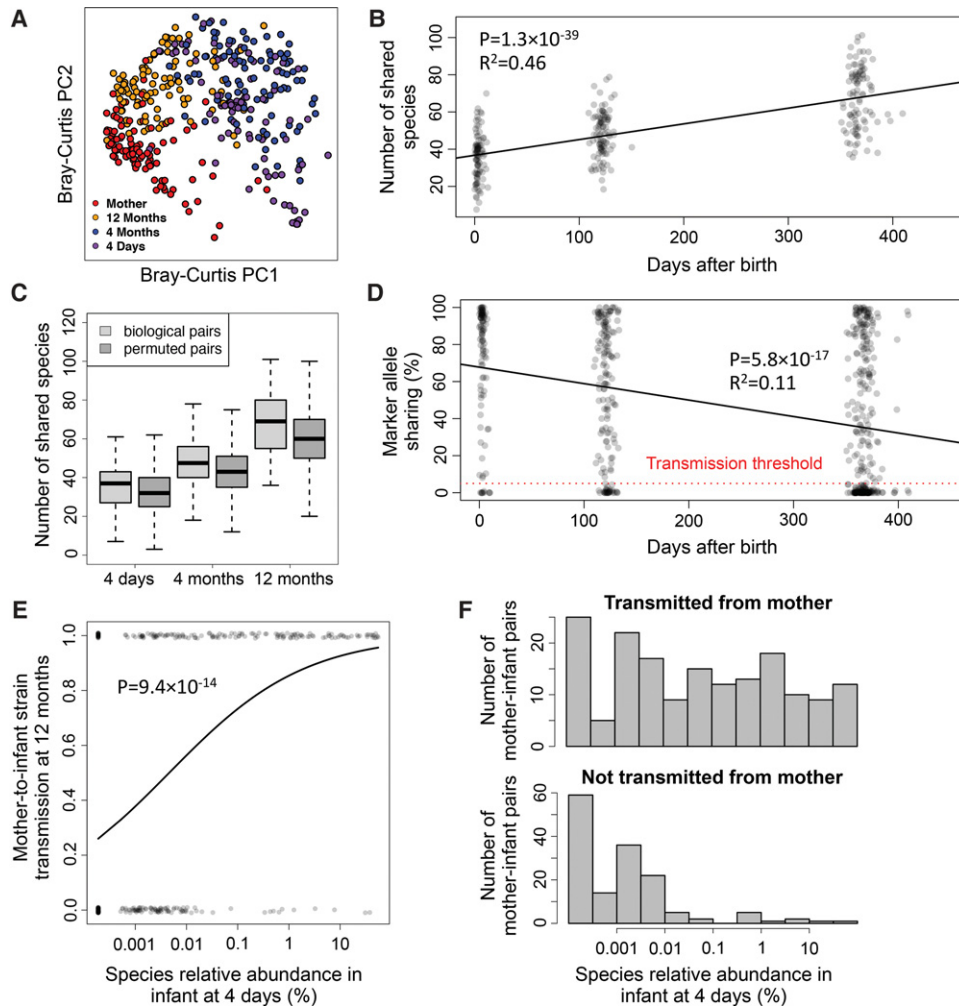 A
Bray-Curtis PC2
Mother
12 Months
4 Months
4 Days
Bray-Curtis PC1
B
P=1.3×10-39
R2=0.46
Number of shared
species
100
80
60
40
20
0
100
200
300
400
Days after birth
C
biological pairs
permuted pairs
Number of shared species
120
100
80
60
40
20
0
4 days
4 months
12 months
D
P=5.8×10-17
R2=0.11
Marker allele
sharing (%)
100
80
60
40
20
0
Transmission threshold
0
100
200
300
400
Days after birth
E
P=9.4×10-14
Mother-to-infant strain
transmission at 12 months
1.0
0.8
0.6
0.4
0.2
0.0
0.001
0.01
0.1
1
10
Species relative abundance in
infant at 4 days (%)
F
Transmitted from mother
Number of
mother-infant pairs
20
10
0
Not transmitted from mother
Number of
mother-infant pairs
60
40
20
0
0.001
0.01
0.1
1
10
Species relative abundance in
infant at 4 days (%)